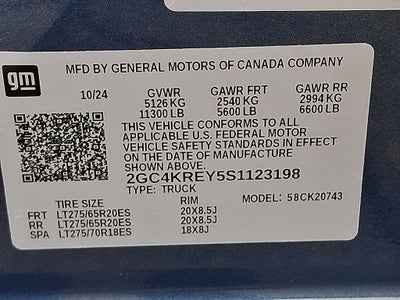 gm
MFD BY GENERAL MOTORS OF CANADA COMPANY
10/24 GVWR GAWR FRT GAWR RR
5126 KG 2540 KG 2994 KG
11300 LB 5600 LB 6600 LB
THIS VEHICLE CONFORMS TO ALL
APPLICABLE U.S. FEDERAL MOTOR
VEHICLE SAFETY STANDARDS IN EFFECT
ON THE DATE OF MANUFACTURE
SHOWN ABOVE.
2GC4KREY5S1123198
TYPE: TRUCK MODEL: 58CK20743
TIRE SIZE RIM
FRT LT275/65R20ES 20X8.5J
RR LT275/65R20ES 20X8.5J
SPA LT275/70R18ES 18X8J